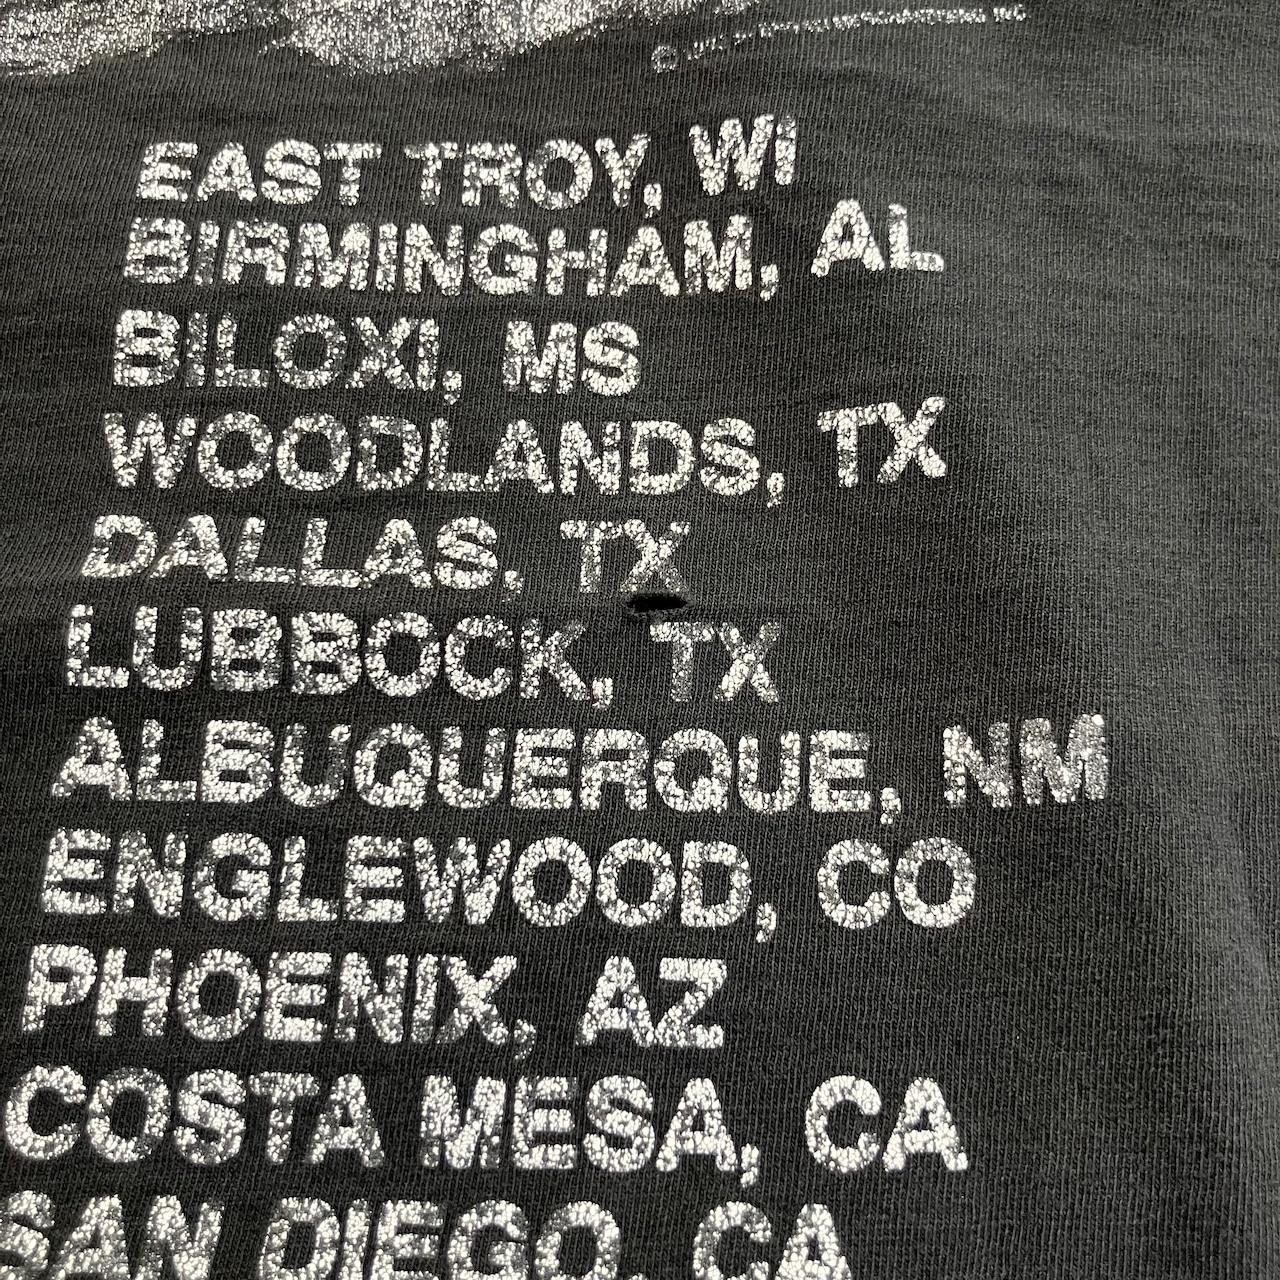 ©
INC
EAST TROY, WI
BIRMINGHAM, AL
BILOXI, MS
WOODLANDS, TX
DALLAS, TX
LUBBOCK, TX
ALBUQUERQUE, NM
ENGLEWOOD, CO
PHOENIX, AZ
COSTA MESA, CA
SAN DIEGO, CA